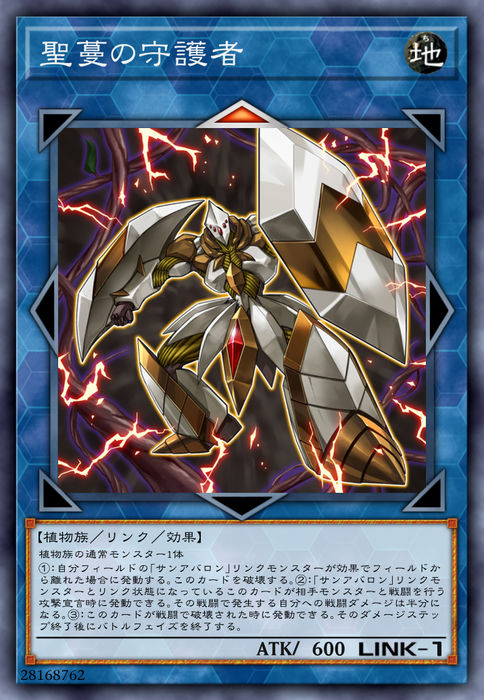 聖蔓の守護者
ち
地
【植物族／リンク／効果】
植物族の通常モンスター1体
①:自分フィールドの「サンアバロン」リンクモンスターが効果でフィールドか
ら離れた場合に発動する。このカードを破壊する。②:「サンアバロン」リンクモ
ンスターとリンク状態になっているこのカードが相手モンスターと戦闘を行う
攻撃宣言時に発動できる。その戦闘で発生する自分への戦闘ダメージは半分に
なる。③:このカードが戦闘で破壊された時に発動できる。そのダメージステッ
プ終了後にバトルフェイズを終了する。
ATK/ 600 LINK-1
28168762